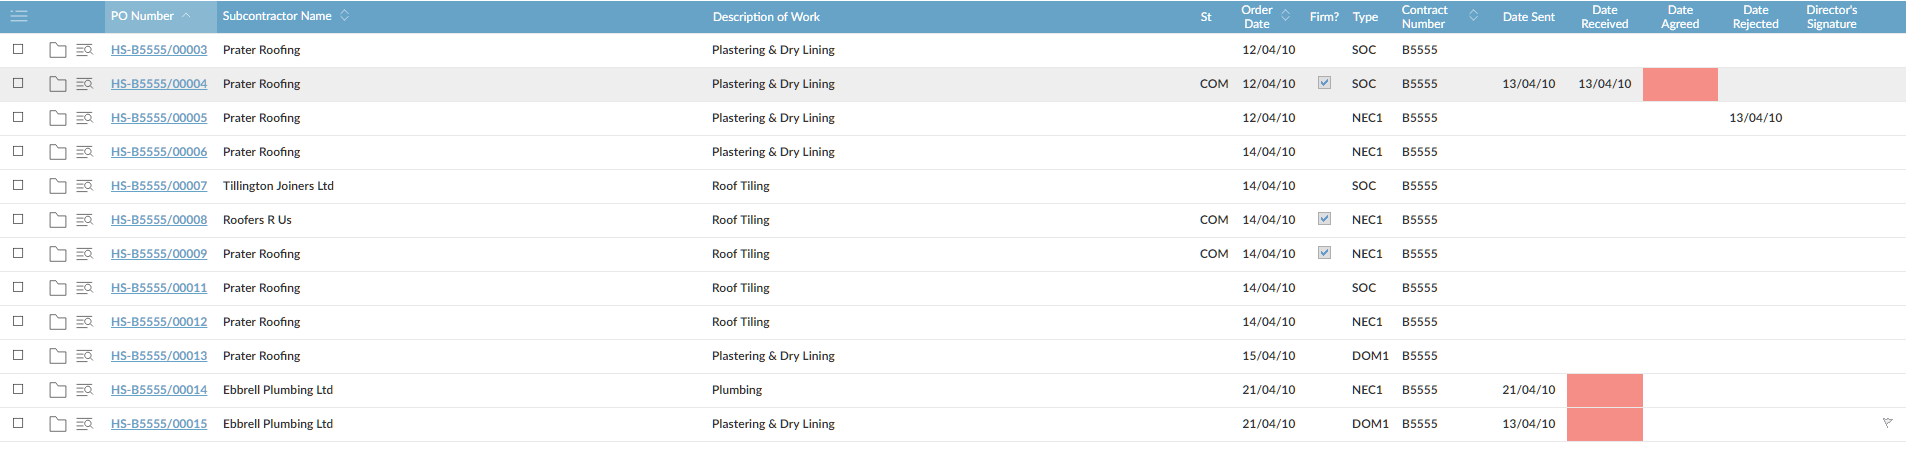 PO Number Subcontractor Name Description of Work St Order Date Firm? Type Contract Number Date Sent Date Received Date Agreed Date Rejected Director's Signature
HS-B5555/00003 Prater Roofing Plastering & Dry Lining 12/04/10 SOC B5555
HS-B5555/00004 Prater Roofing Plastering & Dry Lining COM 12/04/10 SOC B5555 13/04/10 13/04/10
HS-B5555/00005 Prater Roofing Plastering & Dry Lining 12/04/10 NEC1 B5555 13/04/10
HS-B5555/00006 Prater Roofing Plastering & Dry Lining 14/04/10 NEC1 B5555
HS-B5555/00007 Tillington Joiners Ltd Roof Tiling 14/04/10 SOC B5555
HS-B5555/00008 Roofers R Us Roof Tiling COM 14/04/10 NEC1 B5555
HS-B5555/00009 Prater Roofing Roof Tiling COM 14/04/10 NEC1 B5555
HS-B5555/00011 Prater Roofing Roof Tiling 14/04/10 SOC B5555
HS-B5555/00012 Prater Roofing Roof Tiling 14/04/10 NEC1 B5555
HS-B5555/00013 Prater Roofing Plastering & Dry Lining 15/04/10 DOM1 B5555
HS-B5555/00014 Ebbrell Plumbing Ltd Plumbing 21/04/10 NEC1 B5555 21/04/10
HS-B5555/00015 Ebbrell Plumbing Ltd Plastering & Dry Lining 21/04/10 DOM1 B5555 13/04/10